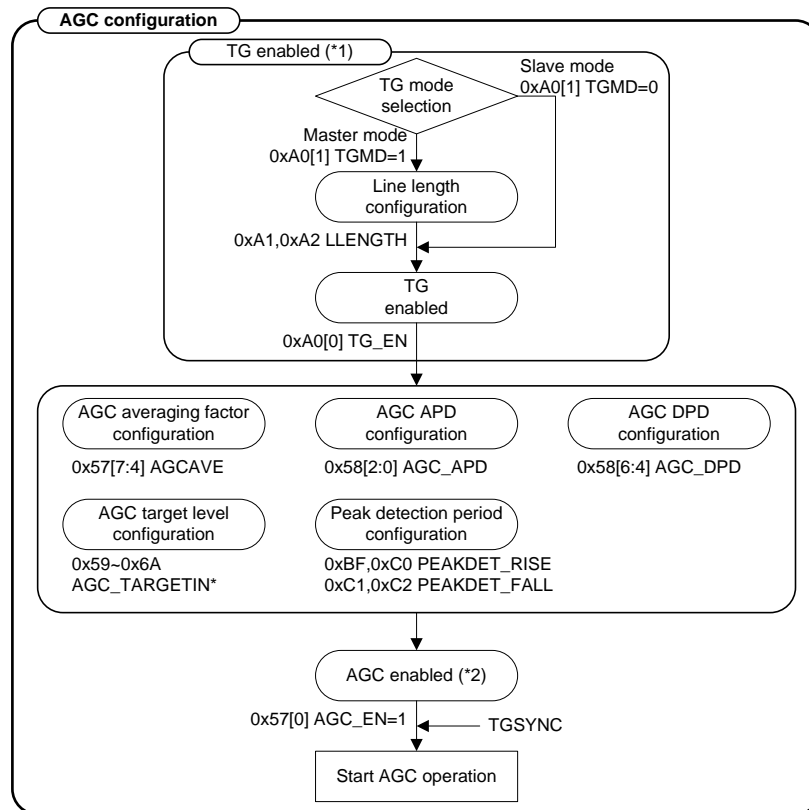 AGC configuration
TG enabled (*1)
TG mode
selection
Slave mode
0xA0[1] TGMD=0
Master mode
0xA0[1] TGMD=1
Line length
configuration
0xA1,0xA2 LLENGTH
TG
enabled
0xA0[0] TG_EN
AGC averaging factor
configuration
0x57[7:4] AGCAVE
AGC APD
configuration
0x58[2:0] AGC_APD
AGC DPD
configuration
0x58[6:4] AGC_DPD
AGC target level
configuration
0x59~0x6A
AGC_TARGETIN*
Peak detection period
configuration
0xBF,0xC0 PEAKDET_RISE
0xC1,0xC2 PEAKDET_FALL
AGC enabled (*2)
0x57[0] AGC_EN=1
TGSYNC
Start AGC operation